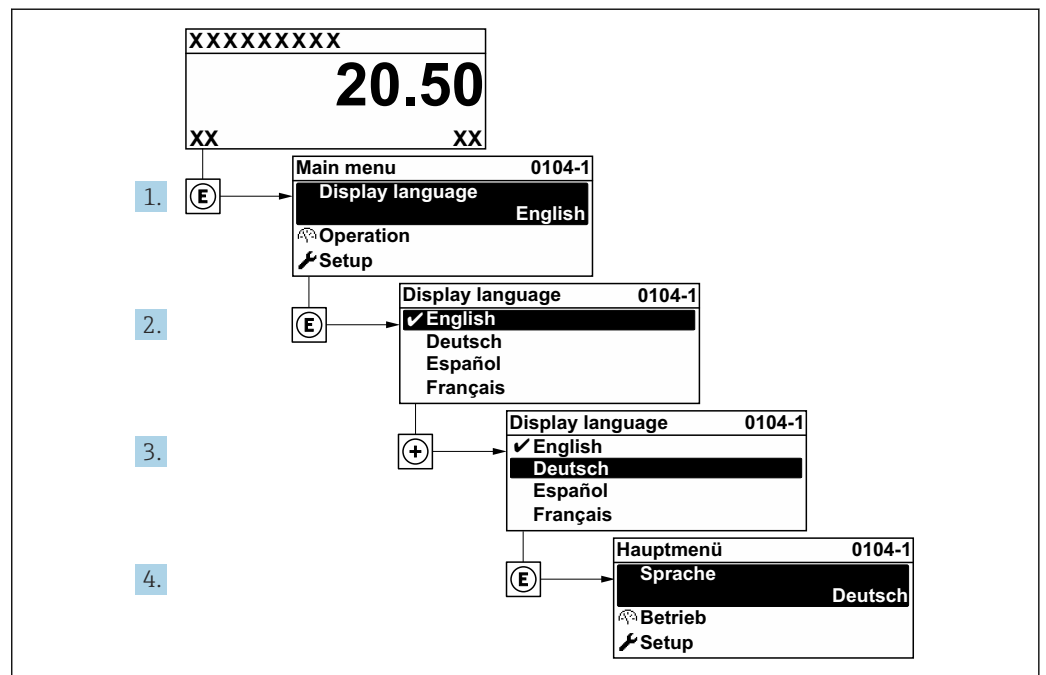 XXXXXXXXX
20.50
XX XX
1. E
Main menu 0104-1
Display language
English
Operation
Setup
2. E
Display language 0104-1
✔English
Deutsch
Español
Français
3. +
Display language 0104-1
✔English
Deutsch
Español
Français
4. E
Hauptmenü 0104-1
Sprache
Deutsch
Betrieb
Setup